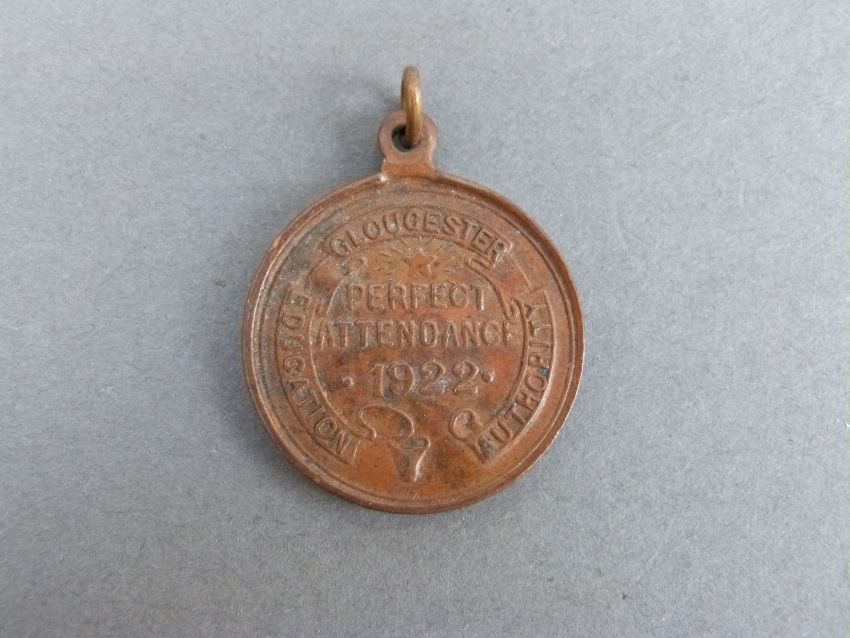 GLOUCESTER
EDUCATION
AUTHORITY
PERFECT
ATTENDANCE
· 1922 ·